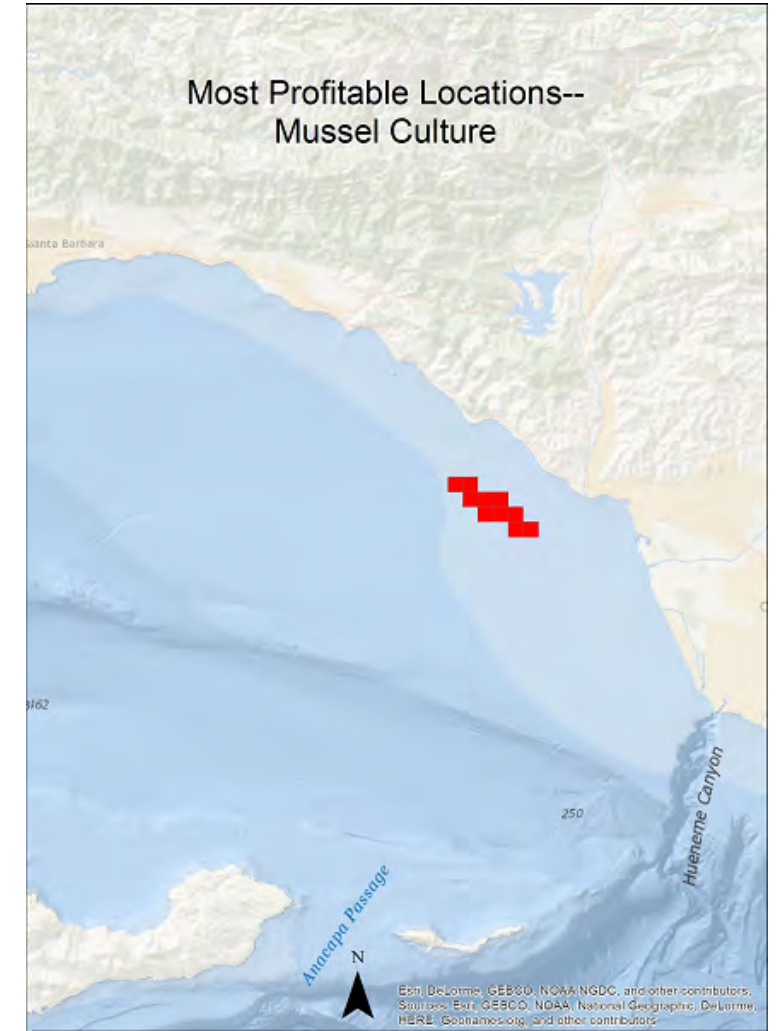 Most Profitable Locations--
Mussel Culture
Santa Barbara
3162
250
Hueneme Canyon
Anacapa Passage
N
Esri, DeLorme, GEBCO, NOAA NGDC, and other contributors,
Sources: Esri, GEBCO, NOAA, National Geographic, DeLorme,
HERE, Geonames.org, and other contributors